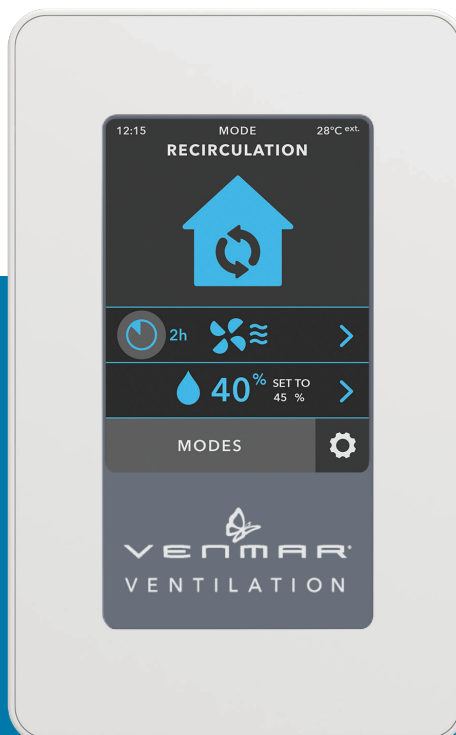 12:15 MODE 28°C ext.
RECIRCULATION
2h
40% SET TO
45 %
MODES
VENMAR
VENTILATION